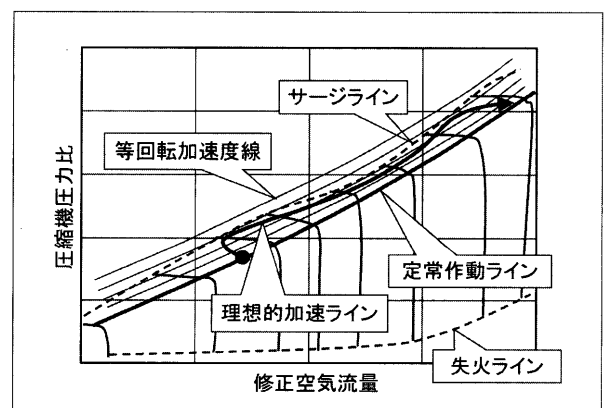 サージライン
等回転加速度線
圧縮機圧力比
定常作動ライン
理想的加速ライン
失火ライン
修正空気流量